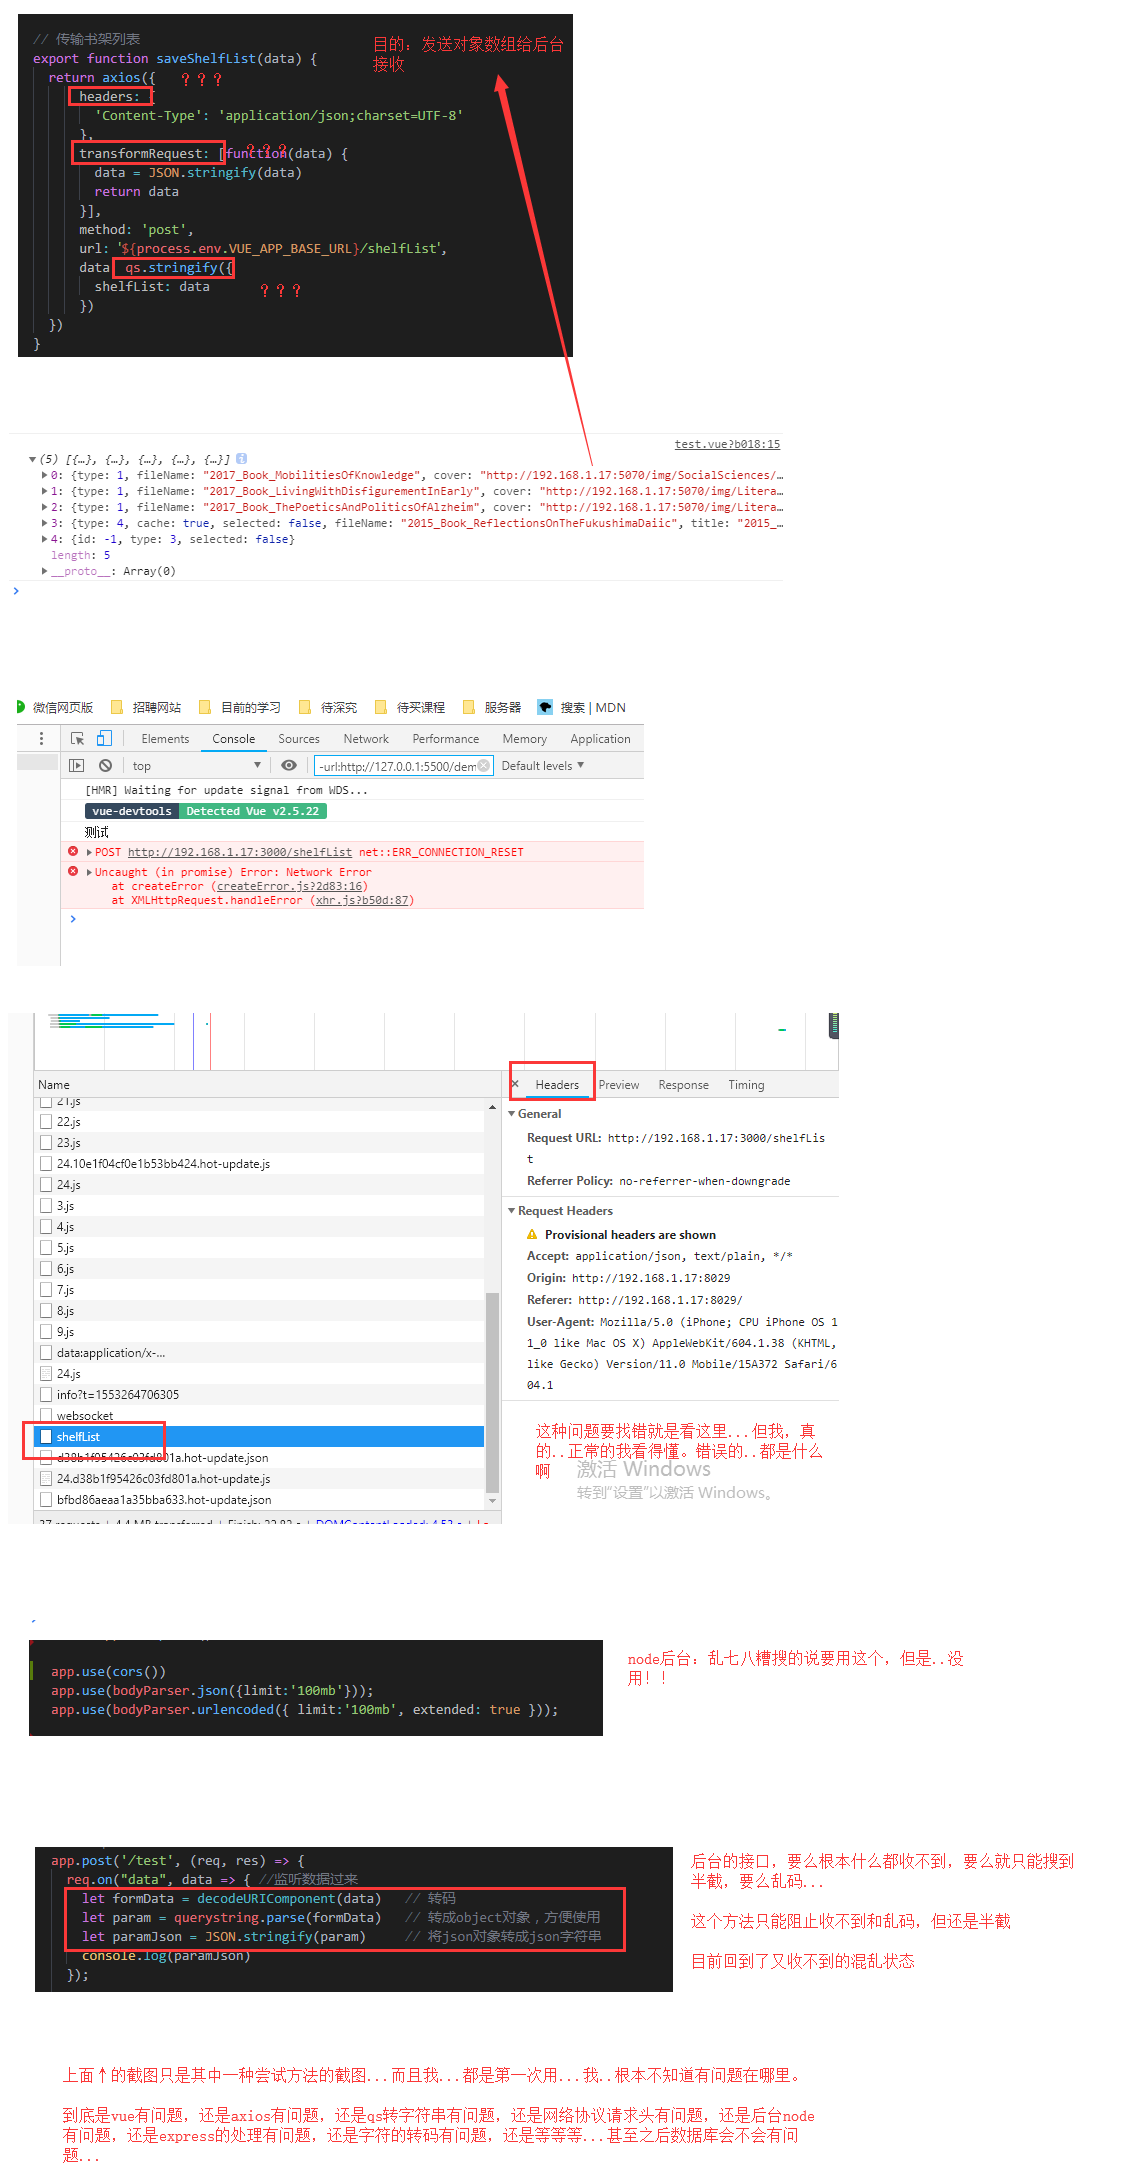 // 传输书架列表
export function saveShelfList(data) {
return axios({
？？？
headers: {
'Content-Type': 'application/json;charset=UTF-8'
},
transformRequest: [function(data) {
？？？
data = JSON.stringify(data)
return data
}],
method: 'post',
url: `${process.env.VUE_APP_BASE_URL}/shelfList`,
data: qs.stringify({
shelfList: data
？？？
})
})
}
目的：发送对象数组给后台
接收
test.vue?b018:15
(5) [{…}, {…}, {…}, {…}, {…}]
0: {type: 1, fileName: "2017_Book_MobilitiesOfKnowledge", cover: "http://192.168.1.17:5070/img/SocialSciences/…
1: {type: 1, fileName: "2017_Book_LivingWithDisfigurementInEarly", cover: "http://192.168.1.17:5070/img/Litera…
2: {type: 1, fileName: "2017_Book_ThePoeticsAndPoliticsOfAlzheim", cover: "http://192.168.1.17:5070/img/Litera…
3: {type: 4, cache: true, selected: false, fileName: "2015_Book_ReflectionsOnTheFukushimaDaiic", title: "2015_…
4: {id: -1, type: 3, selected: false}
length: 5
__proto__: Array(0)
微信网页版 招聘网站 目前的学习 待深究 待买课程 服务器 搜索 | MDN
Elements Console Sources Network Performance Memory Application
top -url:http://127.0.0.1:5500/dem Default levels
[HMR] Waiting for update signal from WDS...
vue-devtools Detected Vue v2.5.22
测试
POST http://192.168.1.17:3000/shelfList net::ERR_CONNECTION_RESET
Uncaught (in promise) Error: Network Error
at createError (createError.js?2d83:16)
at XMLHttpRequest.handleError (xhr.js?b50d:87)
Name
21.js
22.js
23.js
24.10e1f04cf0e1b53bb424.hot-update.js
24.js
3.js
4.js
5.js
6.js
7.js
8.js
9.js
data:application/x-...
24.js
info?t=1553264706305
websocket
shelfList
d38b1f95426c03fd801a.hot-update.json
24.d38b1f95426c03fd801a.hot-update.js
bfbd86aeaa1a35bba633.hot-update.json
Headers Preview Response Timing
General
Request URL: http://192.168.1.17:3000/shelfLis
t
Referrer Policy: no-referrer-when-downgrade
Request Headers
Provisional headers are shown
Accept: application/json, text/plain, */*
Origin: http://192.168.1.17:8029
Referer: http://192.168.1.17:8029/
User-Agent: Mozilla/5.0 (iPhone; CPU iPhone OS 1
1_0 like Mac OS X) AppleWebKit/604.1.38 (KHTML,
like Gecko) Version/11.0 Mobile/15A372 Safari/6
04.1
这种问题要找错就是看这里...但我，真
的..正常的我看得懂。错误的..都是什么
啊
激活 Windows
转到“设置”以激活 Windows。
app.use(cors())
app.use(bodyParser.json({limit:'100mb'}));
app.use(bodyParser.urlencoded({ limit:'100mb', extended: true }));
node后台：乱七八糟搜的说要用这个，但是..没
用！！
app.post('/test', (req, res) => {
req.on("data", data => { //监听数据过来
let formData = decodeURIComponent(data) // 转码
let param = querystring.parse(formData) // 转成object对象，方便使用
let paramJson = JSON.stringify(param) // 将json对象转成json字符串
console.log(paramJson)
});
后台的接口，要么根本什么都收不到，要么就只能搜到
半截，要么乱码...
这个方法只能阻止收不到和乱码，但还是半截
目前回到了又收不到的混乱状态
上面↑的截图只是其中一种尝试方法的截图...而且我...都是第一次用...我..根本不知道有问题在哪里。
到底是vue有问题，还是axios有问题，还是qs转字符串有问题，还是网络协议请求头有问题，还是后台node
有问题，还是express的处理有问题，还是字符的转码有问题，还是等等等...甚至之后数据库会不会有问
题...